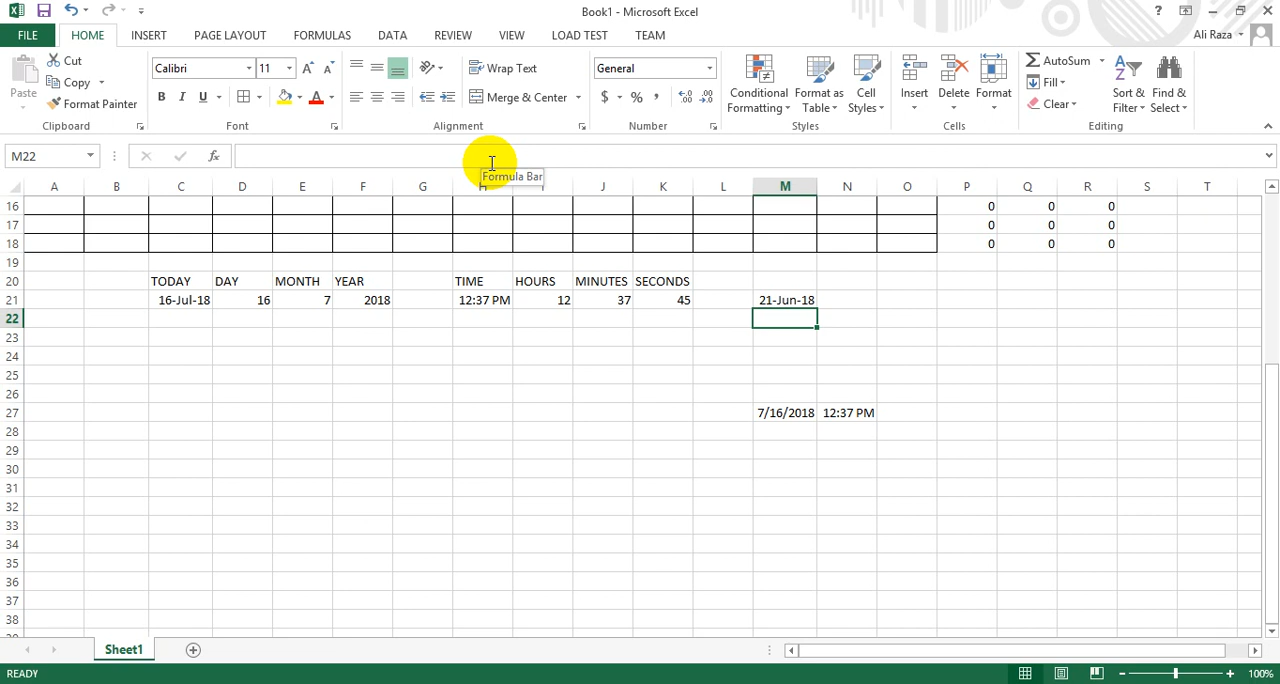 Book1 - Microsoft Excel
?
FILE HOME INSERT PAGE LAYOUT FORMULAS DATA REVIEW VIEW LOAD TEST TEAM Ali Raza
Paste
Cut
Copy
Format Painter
Clipboard
Calibri 11
B I U
Font
Wrap Text
Merge & Center
Alignment
General
$ % ,
Number
Conditional Formatting
Format as Table
Cell Styles
Styles
Insert Delete Format
Cells
AutoSum
Fill
Clear
Sort & Filter
Find & Select
Editing
M22 fx
Formula Bar
A B C D E F G H I J K L M N O P Q R S T
16 0 0 0
17 0 0 0
18 0 0 0
19
20 TODAY DAY MONTH YEAR TIME HOURS MINUTES SECONDS
21 16-Jul-18 16 7 2018 12:37 PM 12 37 45 21-Jun-18
22
23
24
25
26
27 7/16/2018 12:37 PM
28
29
30
31
32
33
34
35
36
37
38
Sheet1
READY 100%